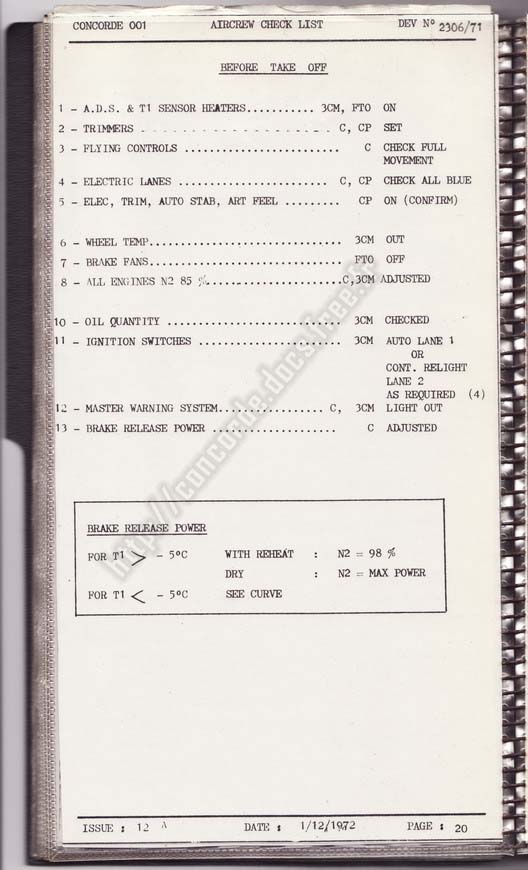 CONCORDE 001 AIRCREW CHECK LIST DEV Nº 2306/71
BEFORE TAKE OFF
1 - A.D.S. & T1 SENSOR HEATERS........... 3CM, FTO ON
2 - TRIMMERS - - - - - - - - - - - - - - - - - - - - C, CP SET
3 - FLYING CONTROLS ......................... C CHECK FULL
MOVEMENT
4 - ELECTRIC LANES ........................ C, CP CHECK ALL BLUE
5 - ELEC, TRIM, AUTO STAB, ART FEEL ......... CP ON (CONFIRM)
6 - WHEEL TEMP............................... 3CM OUT
7 - BRAKE FANS............................... FTO OFF
8 - ALL ENGINES N2 85 %......................C,3CM ADJUSTED
10 - OIL QUANTITY ............................ 3CM CHECKED
11 - IGNITION SWITCHES ....................... 3CM AUTO LANE 1
OR
CONT. RELIGHT
LANE 2
AS REQUIRED (4)
12 - MASTER WARNING SYSTEM................. C, 3CM LIGHT OUT
13 - BRAKE RELEASE POWER .................... C ADJUSTED
BRAKE RELEASE POWER
FOR T1 > - 5ºC WITH REHEAT : N2 = 98 %
DRY : N2 = MAX POWER
FOR T1 < - 5ºC SEE CURVE
http://concorde.docs.free.fr
ISSUE : 12 A DATE : 1/12/1972 PAGE : 20